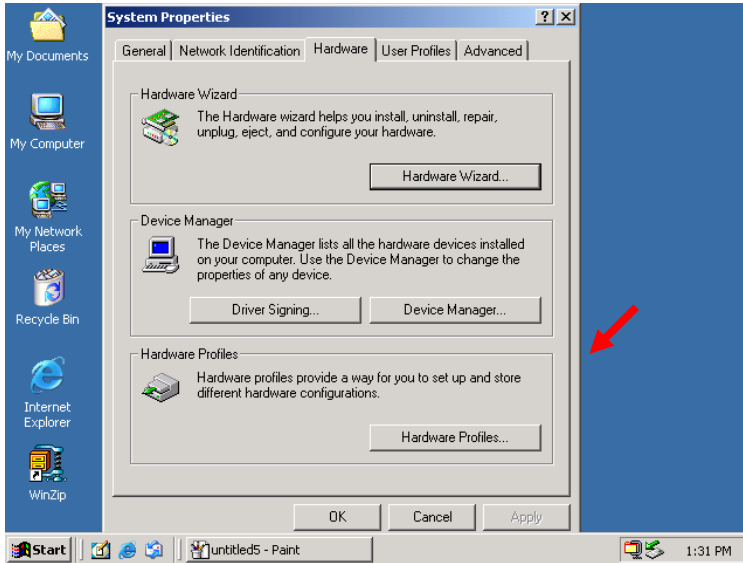 System Properties
General
Network Identification
Hardware
User Profiles
Advanced
Hardware Wizard
The Hardware wizard helps you install, uninstall, repair,
unplug, eject, and configure your hardware.
Hardware Wizard...
Device Manager
The Device Manager lists all the hardware devices installed
on your computer. Use the Device Manager to change the
properties of any device.
Driver Signing...
Device Manager...
Hardware Profiles
Hardware profiles provide a way for you to set up and store
different hardware configurations.
Hardware Profiles...
OK
Cancel
Apply
My Documents
My Computer
My Network
Places
Recycle Bin
Internet
Explorer
WinZip
Start
untitled5 - Paint
1:31 PM